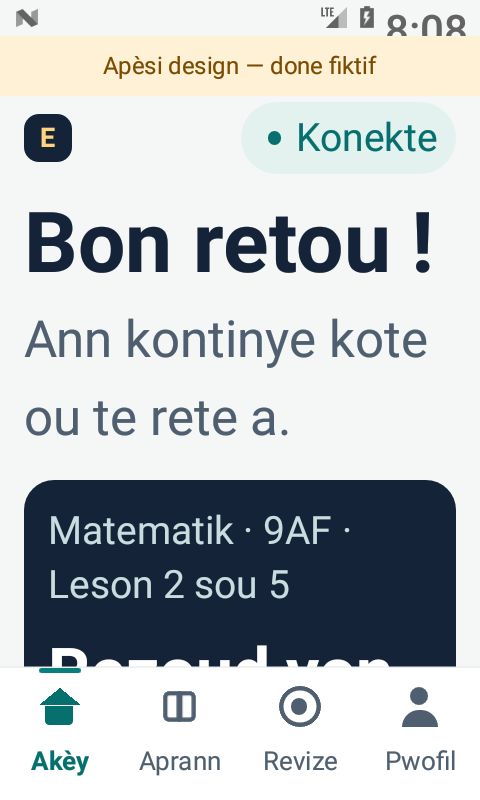 LTE 8:08
Apèsi design — done fiktif
E
Konekte
Bon retou !
Ann kontinye kote
ou te rete a.
Matematik · 9AF ·
Leson 2 sou 5
Akèy Aprann Revize Pwofil